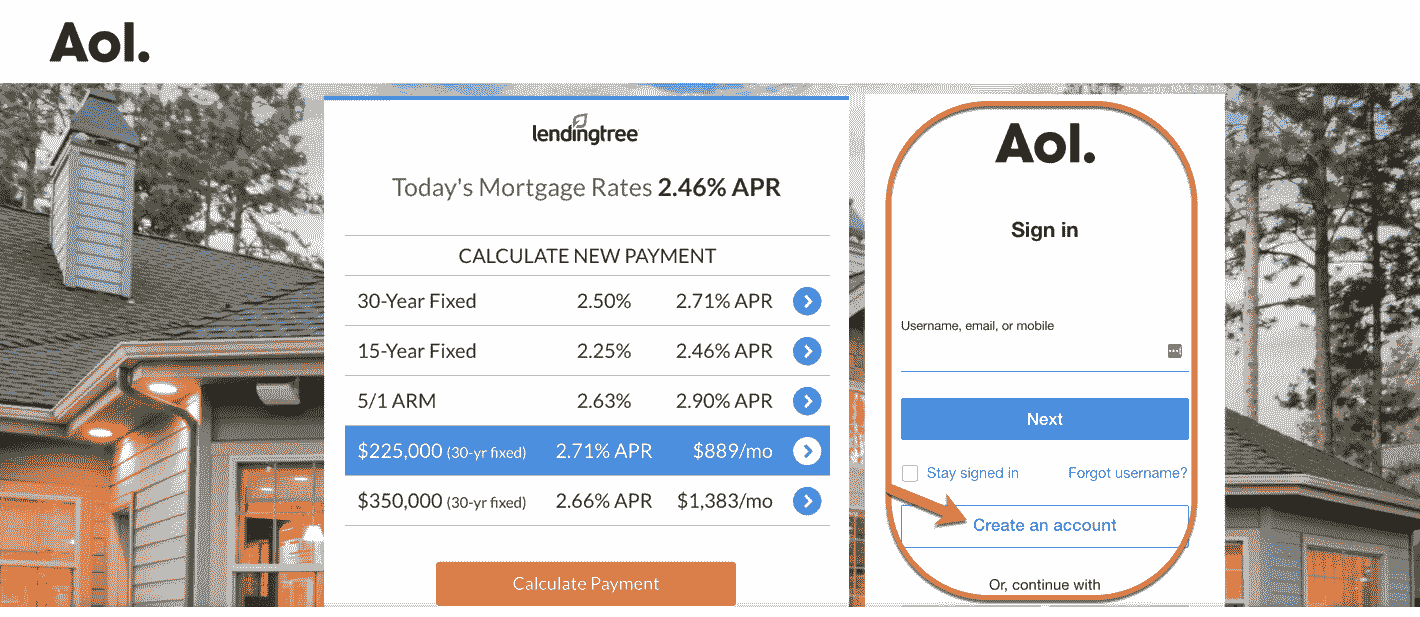 Aol.
lendingtree
Today's Mortgage Rates 2.46% APR
CALCULATE NEW PAYMENT
30-Year Fixed 2.50% 2.71% APR
15-Year Fixed 2.25% 2.46% APR
5/1 ARM 2.63% 2.90% APR
$225,000 (30-yr fixed) 2.71% APR $889/mo
$350,000 (30-yr fixed) 2.66% APR $1,383/mo
Calculate Payment
Aol.
Sign in
Username, email, or mobile
Next
Stay signed in Forgot username?
Create an account
Or, continue with